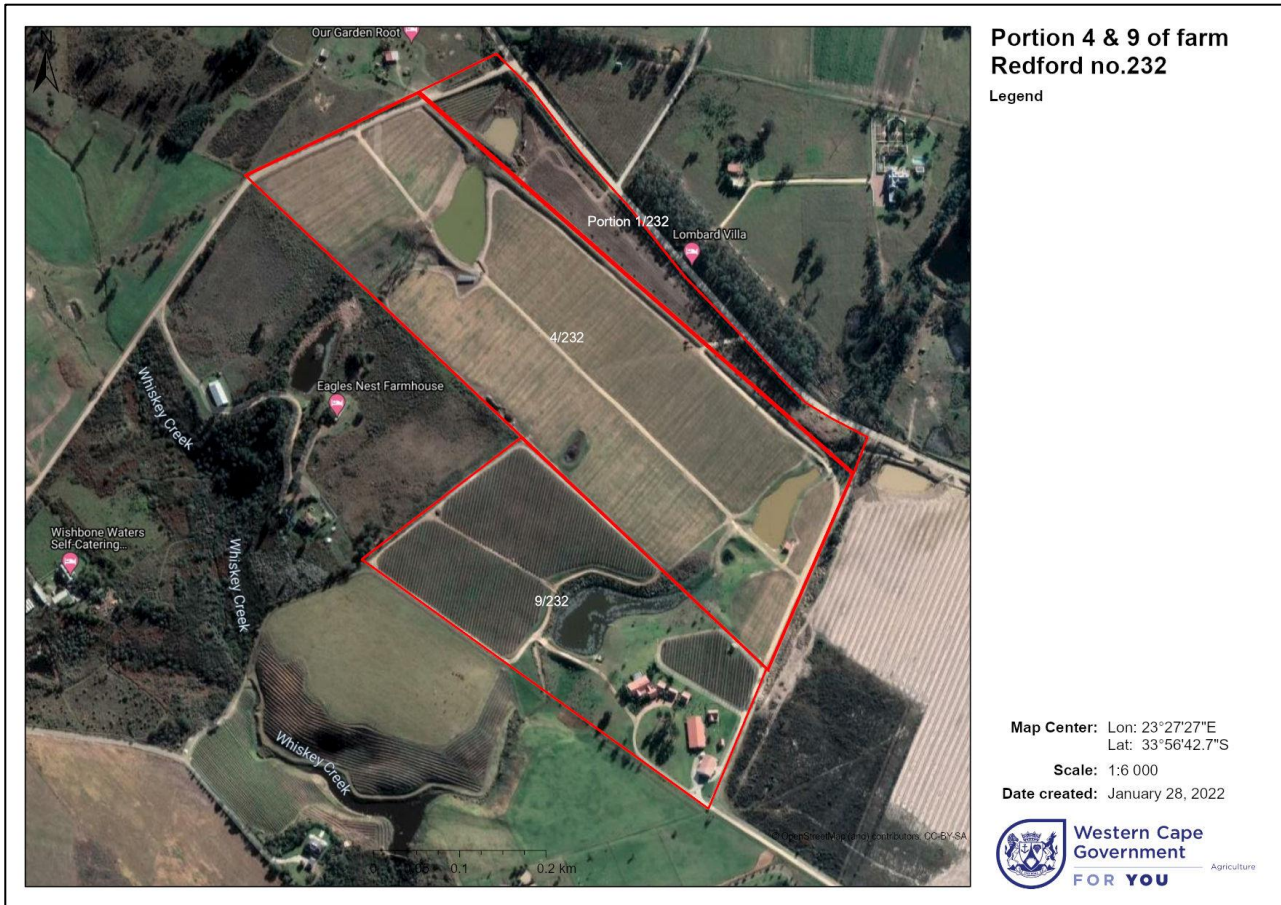 Our Garden Root
Portion 1/232
Lombard Villa
4/232
Eagles Nest Farmhouse
Whiskey Creek
Wishbone Waters
Self-Catering...
Whiskey Creek
9/232
Whiskey Creek
© OpenStreetMap (and) contributors, CC-BY-SA
0 0.05 0.1 0.2 km
Portion 4 & 9 of farm
Redford no.232
Legend
Map Center: Lon: 23°27'27"E
Lat: 33°56'42.7"S
Scale: 1:6 000
Date created: January 28, 2022
Western Cape
Government
Agriculture
FOR YOU